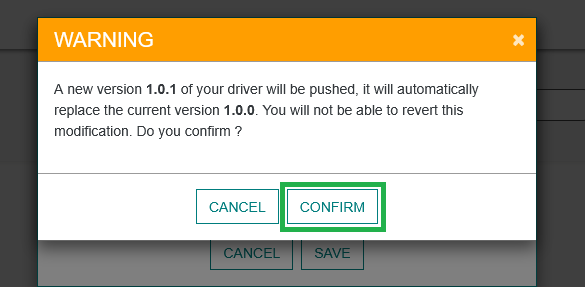 WARNING ×
A new version 1.0.1 of your driver will be pushed, it will automatically
replace the current version 1.0.0. You will not be able to revert this
modification. Do you confirm ?
CANCEL CONFIRM
CANCEL SAVE